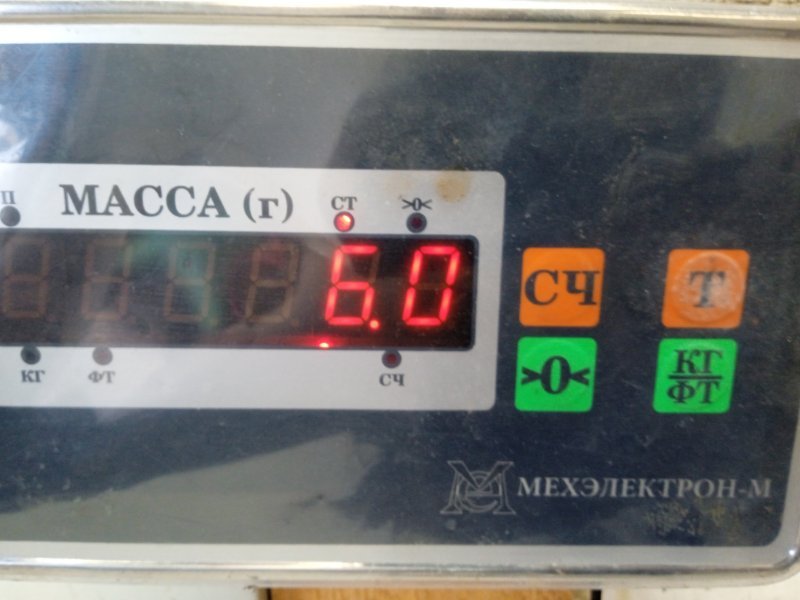 П МАССА (г) СТ >0<
6.0
КГ ФТ СЧ
СЧ Т
>0< КГ/ФТ
МЕХЭЛЕКТРОН-М